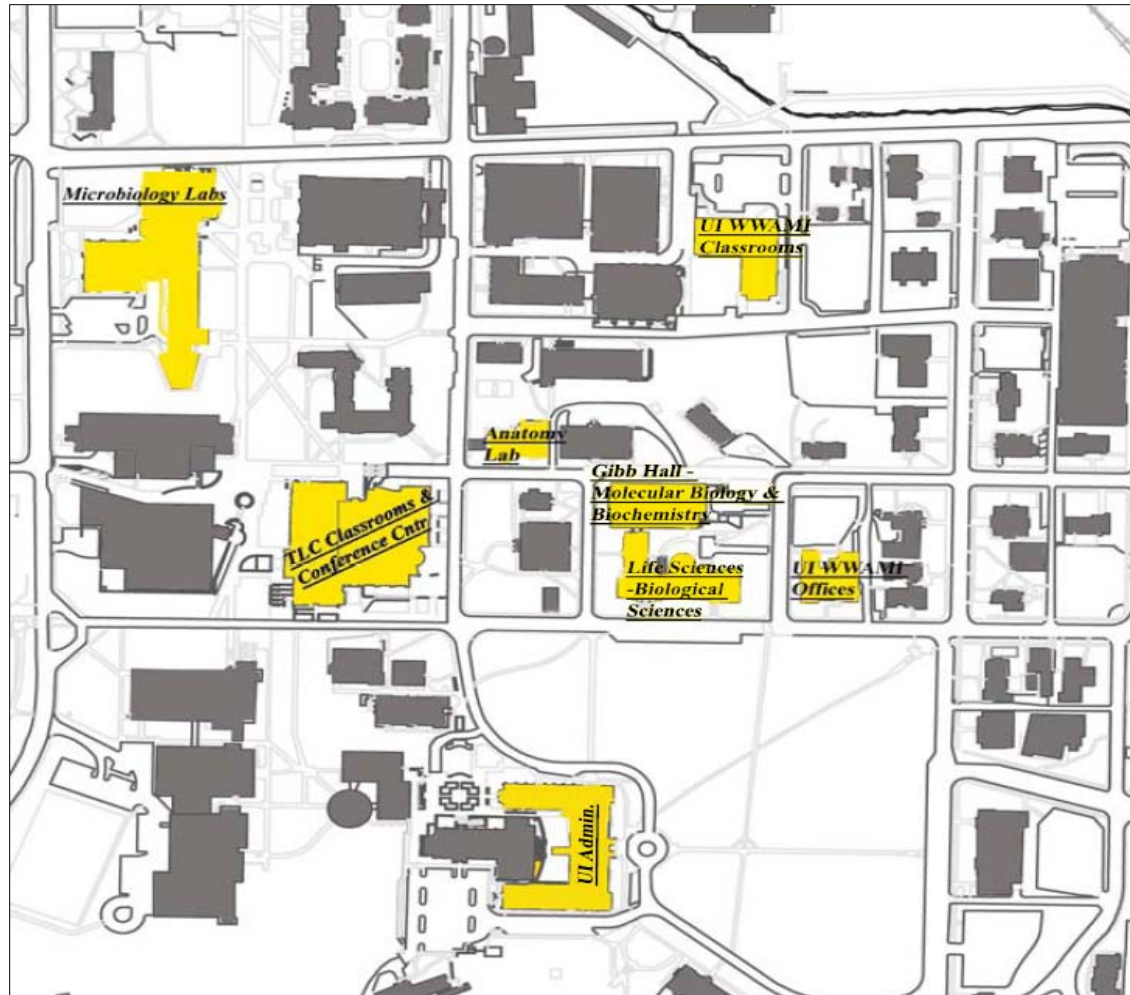 Microbiology Labs
UI WWAMI
Classrooms
Anatomy
Lab
Gibb Hall -
Molecular Biology &
Biochemistry
TLC Classrooms &
Conference Cntr
Life Sciences
-Biological
Sciences
UI WWAMI
Offices
UI Admin.